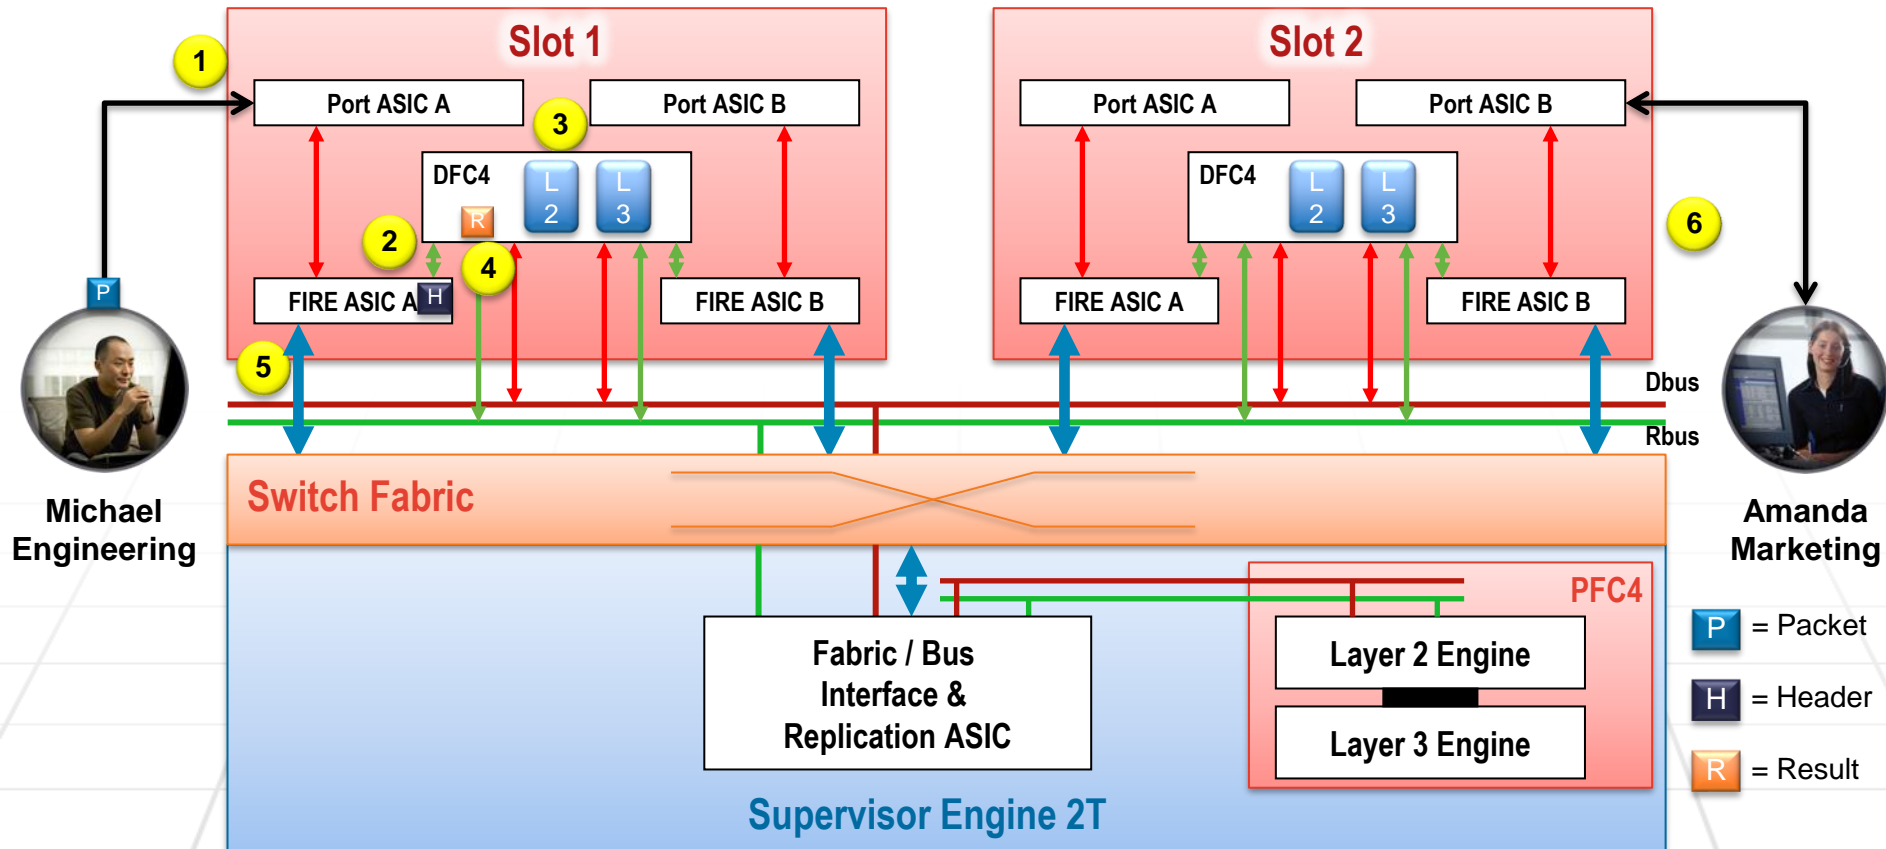 Slot 1
Slot 2
1
Port ASIC A
Port ASIC B
Port ASIC A
Port ASIC B
3
DFC4
L
2
L
3
DFC4
L
2
L
3
R
2
4
6
P
FIRE ASIC A
H
FIRE ASIC B
FIRE ASIC A
FIRE ASIC B
5
Dbus
Rbus
Switch Fabric
Michael
Engineering
Amanda
Marketing
PFC4
Fabric / Bus
Interface &
Replication ASIC
Layer 2 Engine
Layer 3 Engine
Supervisor Engine 2T
P = Packet
H = Header
R = Result